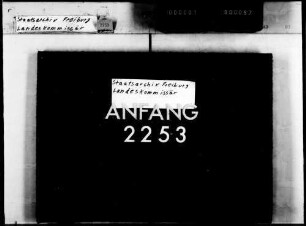 Staatsarchiv Freiburg
Landeskommissär
Staatsarchiv Freiburg
Landeskommissär
ANFANG
2253